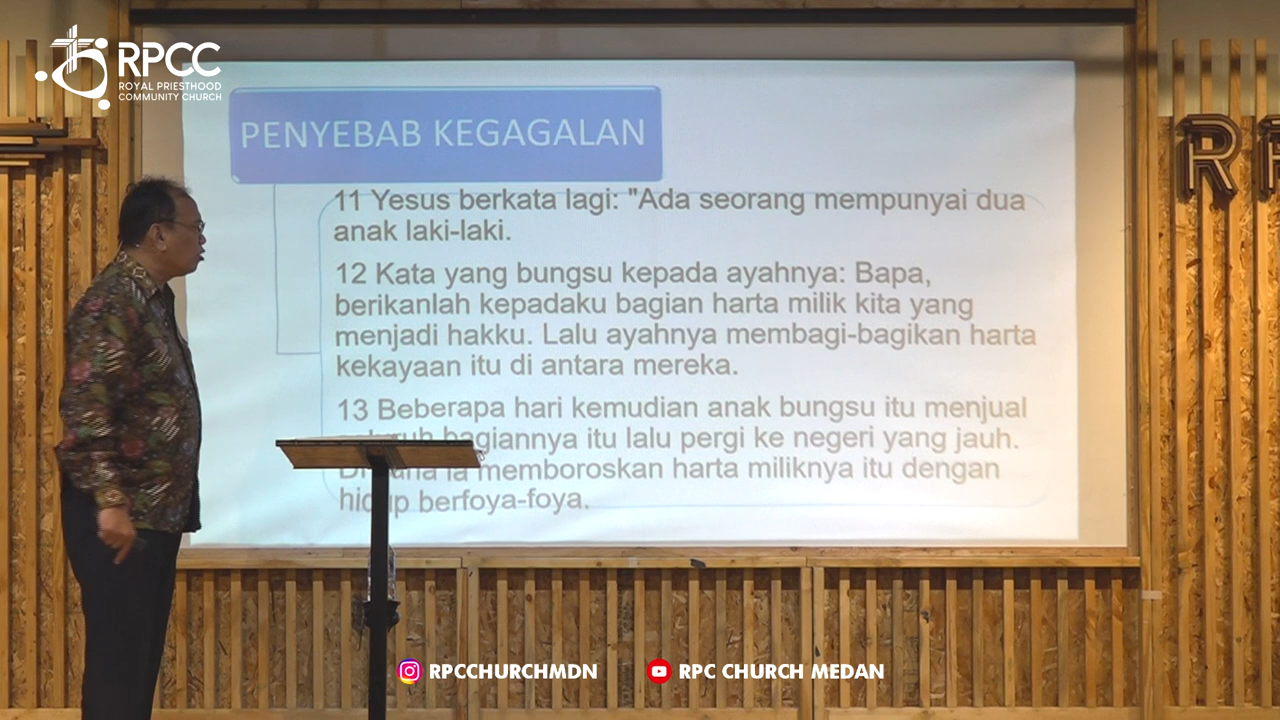 RPCC
ROYAL PRIESTHOOD
COMMUNITY CHURCH
PENYEBAB KEGAGALAN
11 Yesus berkata lagi: "Ada seorang mempunyai dua
anak laki-laki.
12 Kata yang bungsu kepada ayahnya: Bapa,
berikanlah kepadaku bagian harta milik kita yang
menjadi hakku. Lalu ayahnya membagi-bagikan harta
kekayaan itu di antara mereka.
13 Beberapa hari kemudian anak bungsu itu menjual
bagiannya itu lalu pergi ke negeri yang jauh.
ia memboroskan harta miliknya itu dengan
hidup berfoya-foya.
R
RPCCHURCHMDN
RPC CHURCH MEDAN